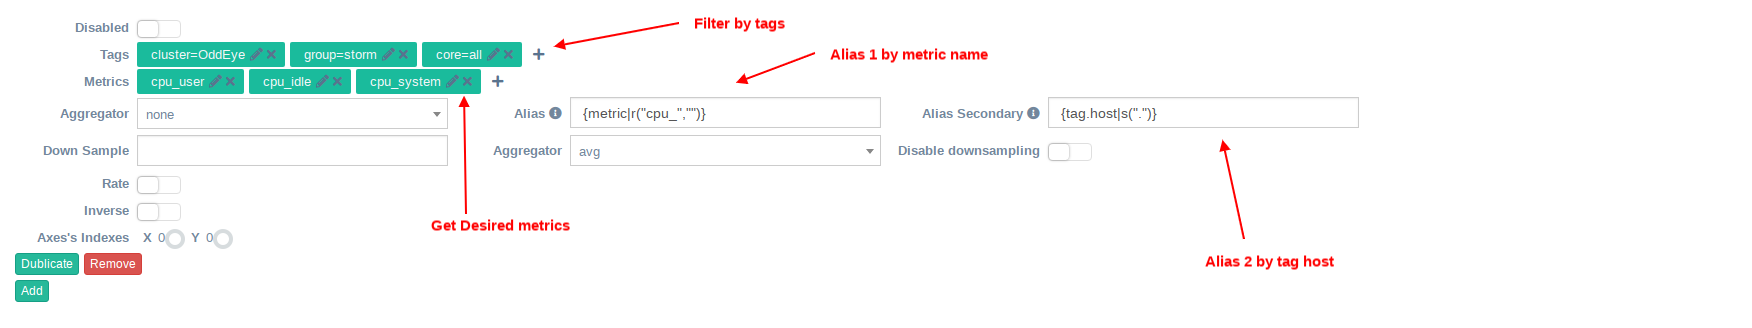 Filter by tags
Disabled
Tags cluster=OddEye group=storm core=all +
Alias 1 by metric name
Metrics cpu_user cpu_idle cpu_system +
Aggregator none Alias {metric|r("cpu_","")} Alias Secondary {tag.host|s(".")}
Down Sample Aggregator avg Disable downsampling
Rate
Inverse
Get Desired metrics
Axes's Indexes X 0 Y 0
Dublicate Remove
Alias 2 by tag host
Add